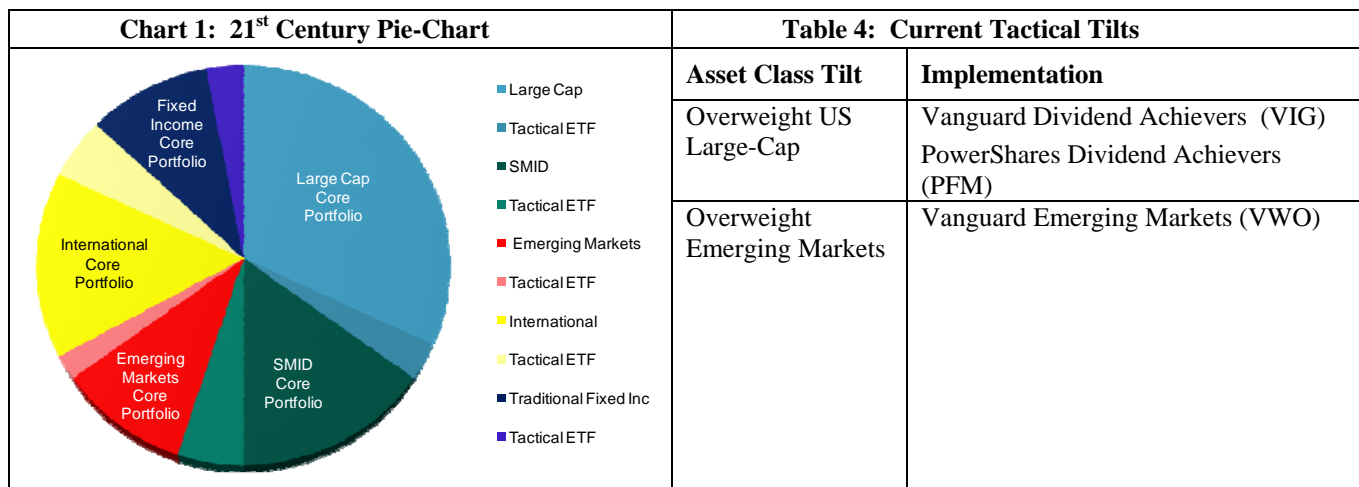 Chart 1: 21st Century Pie-Chart
Fixed
Income
Core
Portfolio
Large Cap
Core
Portfolio
International
Core
Portfolio
Emerging
Markets
Core
Portfolio
SMID
Core
Portfolio
Large Cap
Tactical ETF
SMID
Tactical ETF
Emerging Markets
Tactical ETF
International
Tactical ETF
Traditional Fixed Inc
Tactical ETF
Table 4: Current Tactical Tilts
Asset Class Tilt
Implementation
Overweight US
Large-Cap
Vanguard Dividend Achievers (VIG)
PowerShares Dividend Achievers
(PFM)
Overweight
Emerging Markets
Vanguard Emerging Markets (VWO)